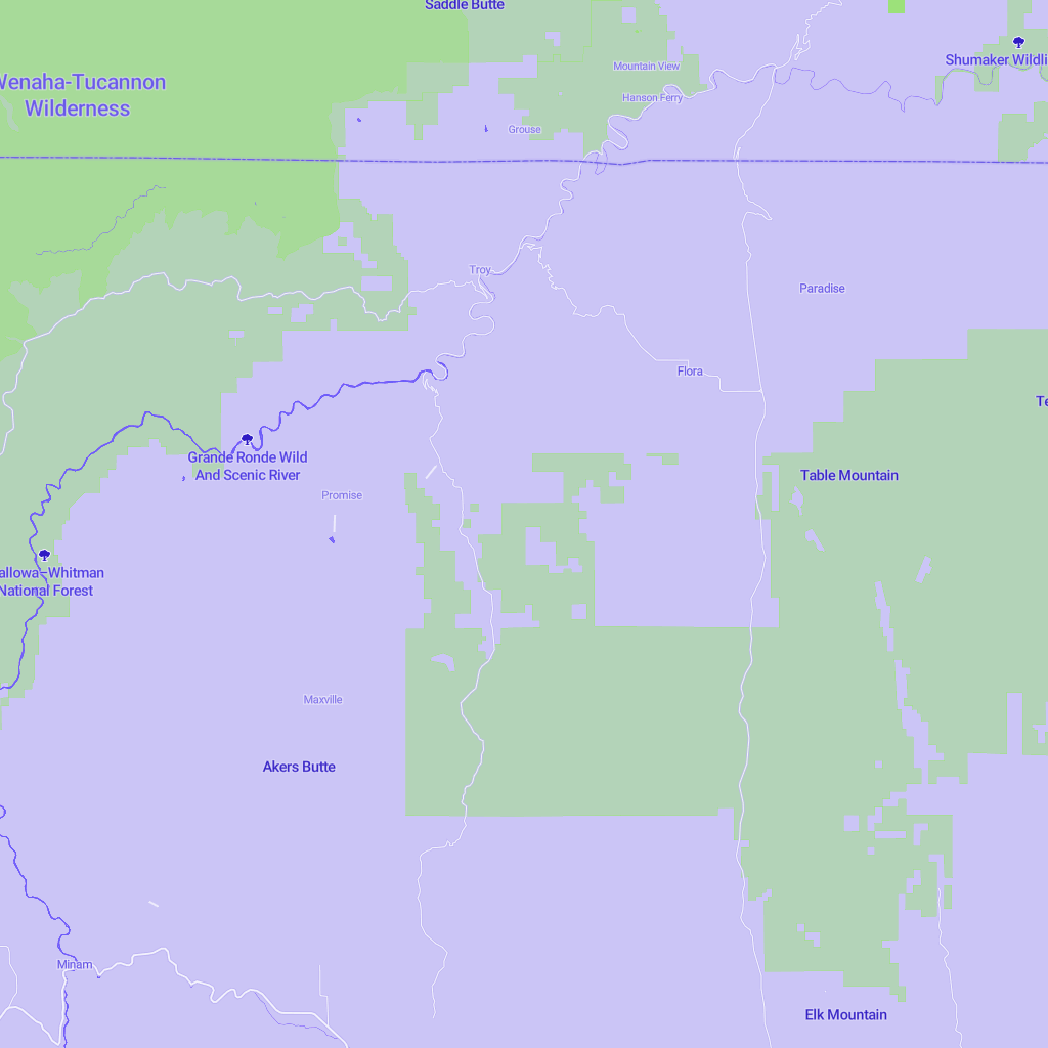 Saddle Butte
Mountain View
Shumaker Wildli
Wenaha-Tucannon
Wilderness
Hanson Ferry
Grouse
Troy
Paradise
Flora
Te
Grande Ronde Wild
And Scenic River
Table Mountain
Promise
allowa-Whitman
National Forest
Maxville
Akers Butte
Minam
Elk Mountain